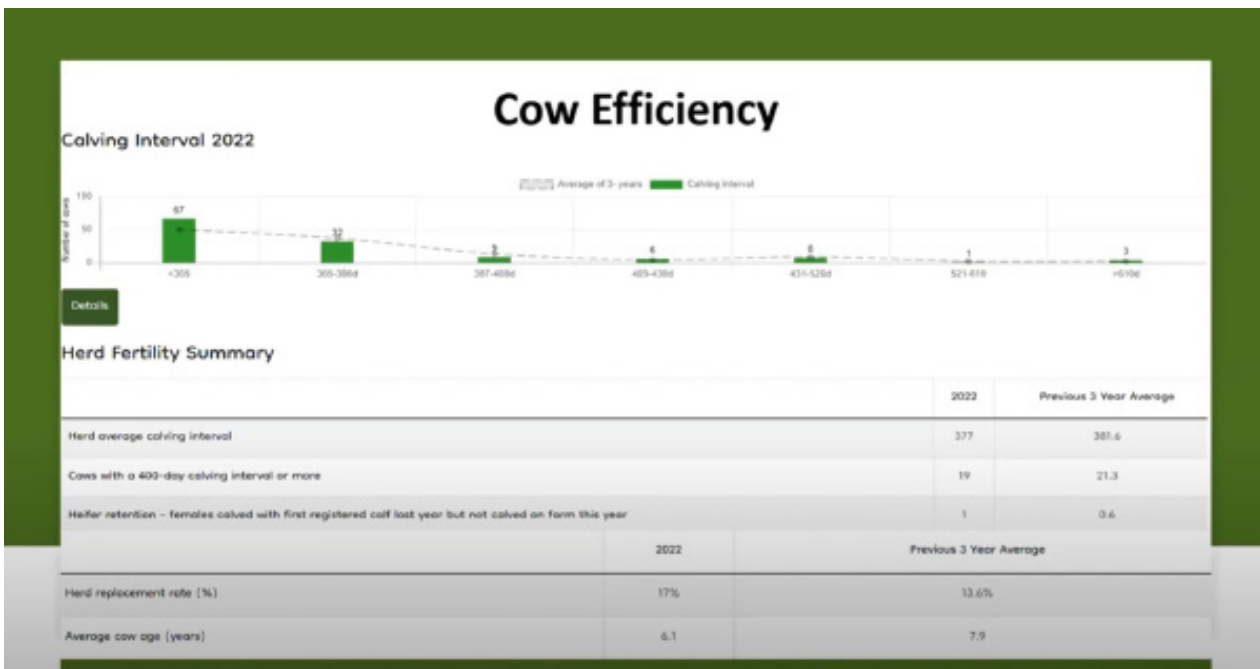 Cow Efficiency
Calving Interval 2022
Average of 3- years Calving interval
Number of cows
100
50
0
67
32
6
1
3
<365
365-386d
387-408d
409-430d
431-520d
521-619
>619d
Details
Herd Fertility Summary
2022 Previous 3 Year Average
Herd average calving interval 377 381.6
Cows with a 400-day calving interval or more 19 21.3
Heifer retention - females calved with first registered calf last year but not calved on farm this year 1 0.6
2022 Previous 3 Year Average
Herd replacement rate (%) 17% 13.6%
Average cow age (years) 6.1 7.9